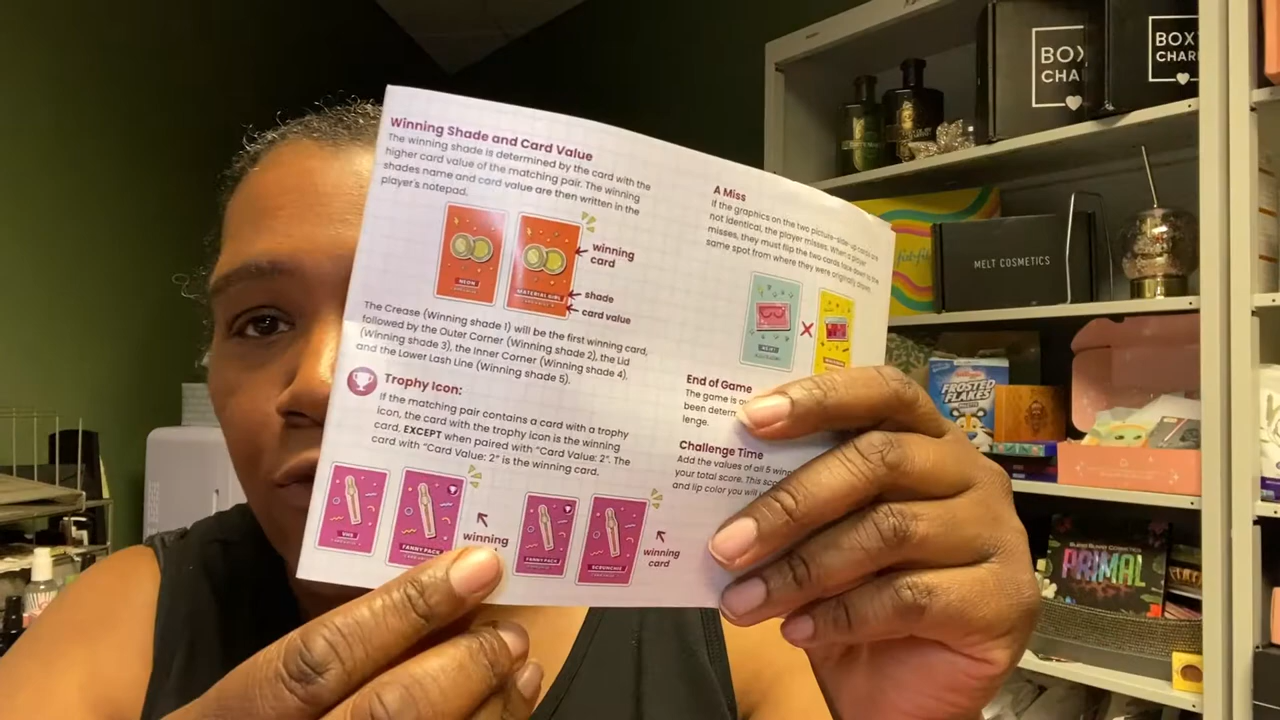 Winning Shade and Card Value
The winning shade is determined by the card with the
higher card value of the matching pair. The winning
shades name and card value are then written in the
player's notepad.
NEON
MATERIAL GIRL
winning
card
shade
card value
The Crease (Winning shade 1) will be the first winning card,
followed by the Outer Corner (Winning shade 2), the Lid
(Winning shade 3), the Inner Corner (Winning shade 4),
and the Lower Lash Line (Winning shade 5).
Trophy Icon:
If the matching pair contains a card with a trophy
icon, the card with the trophy icon is the winning
card, EXCEPT when paired with "Card Value: 2". The
card with "Card Value: 2" is the winning card.
VHS
FANNY PACK
winning
FANNY PACK
SCRUNCHIE
winning
card
A Miss
If the graphics on the two picture-side-up cards are
not identical, the player misses. When a player
misses, they must flip the two cards face down to the
same spot from where they were originally drawn.
X
End of Game
The game is
been
lenge.
Challenge Time
Add the values of all 5
your total score. This
and lip color you will
BOX
CHA
BOXY
CHAR
MELT COSMETICS
FROSTED
FLAKES
PRIMAL